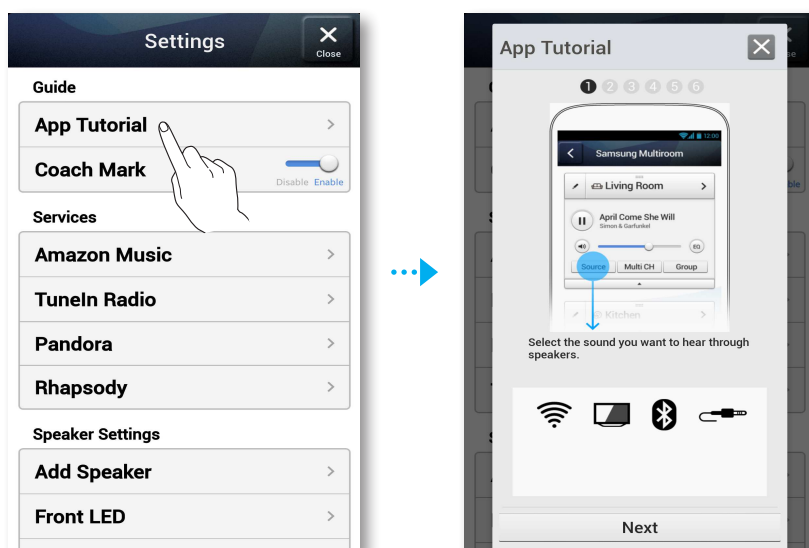 Settings
Close
Guide
App Tutorial
Coach Mark
Disable Enable
Services
Amazon Music
TuneIn Radio
Pandora
Rhapsody
Speaker Settings
Add Speaker
Front LED
App Tutorial
1 2 3 4 5 6
12:00
Samsung Multiroom
Living Room
April Come She Will
Simon & Garfunkel
EQ
Source Multi CH Group
Kitchen
Select the sound you want to hear through
speakers.
Next